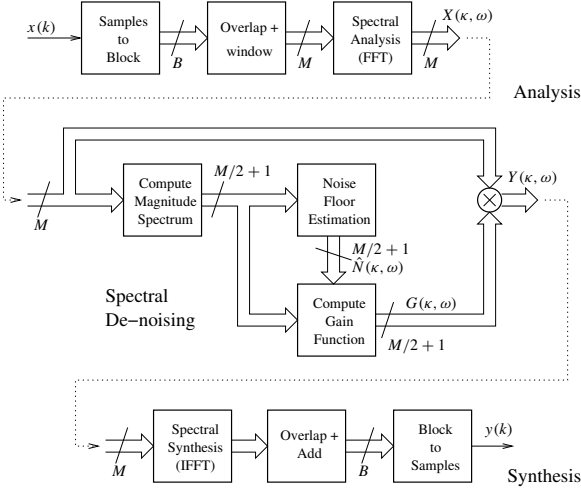 x(k)
Samples
to
Block
B
Overlap +
window
M
Spectral
Analysis
(FFT)
M
X(κ, ω)
Analysis
M
Compute
Magnitude
Spectrum
M/2 + 1
Noise
Floor
Estimation
Y(κ, ω)
M/2 + 1
N̂(κ, ω)
Spectral
De−noising
Compute
Gain
Function
G(κ, ω)
M/2 + 1
M
Spectral
Synthesis
(IFFT)
Overlap +
Add
B
Block
to
Samples
y(k)
Synthesis